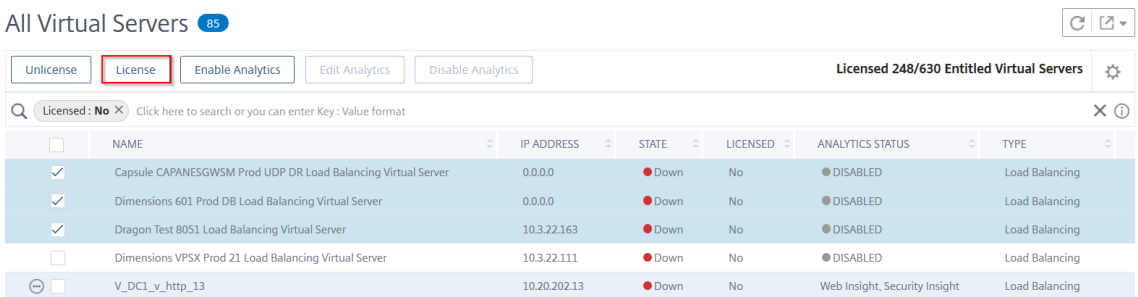 All Virtual Servers 85
Unlicense License Enable Analytics Edit Analytics Disable Analytics Licensed 248/630 Entitled Virtual Servers
Licensed : No Click here to search or you can enter Key : Value format
NAME IP ADDRESS STATE LICENSED ANALYTICS STATUS TYPE
Capsule CAPANESGWSM Prod UDP DR Load Balancing Virtual Server 0.0.0.0 Down No DISABLED Load Balancing
Dimensions 601 Prod DB Load Balancing Virtual Server 0.0.0.0 Down No DISABLED Load Balancing
Dragon Test 8051 Load Balancing Virtual Server 10.3.22.163 Down No DISABLED Load Balancing
Dimensions VPSX Prod 21 Load Balancing Virtual Server 10.3.22.111 Down No DISABLED Load Balancing
V_DC1_v_http_13 10.20.202.13 Down No Web Insight, Security Insight Load Balancing